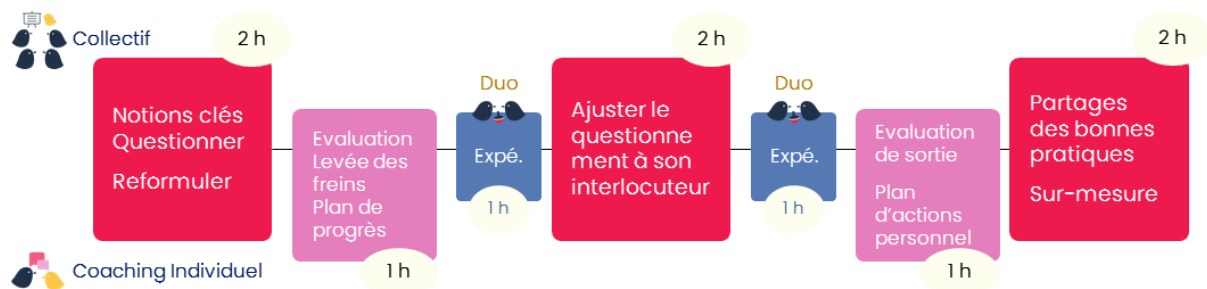 Collectif
2 h
Notions clés
Questionner
Reformuler
Evaluation
Levée des
freins
Plan de
progrès
1 h
Duo
Expé.
1 h
2 h
Ajuster le
questionne
ment à son
interlocuteur
Duo
Expé.
1 h
Evaluation
de sortie
Plan
d'actions
personnel
1 h
2 h
Partages
des bonnes
pratiques
Sur-mesure
Coaching Individuel